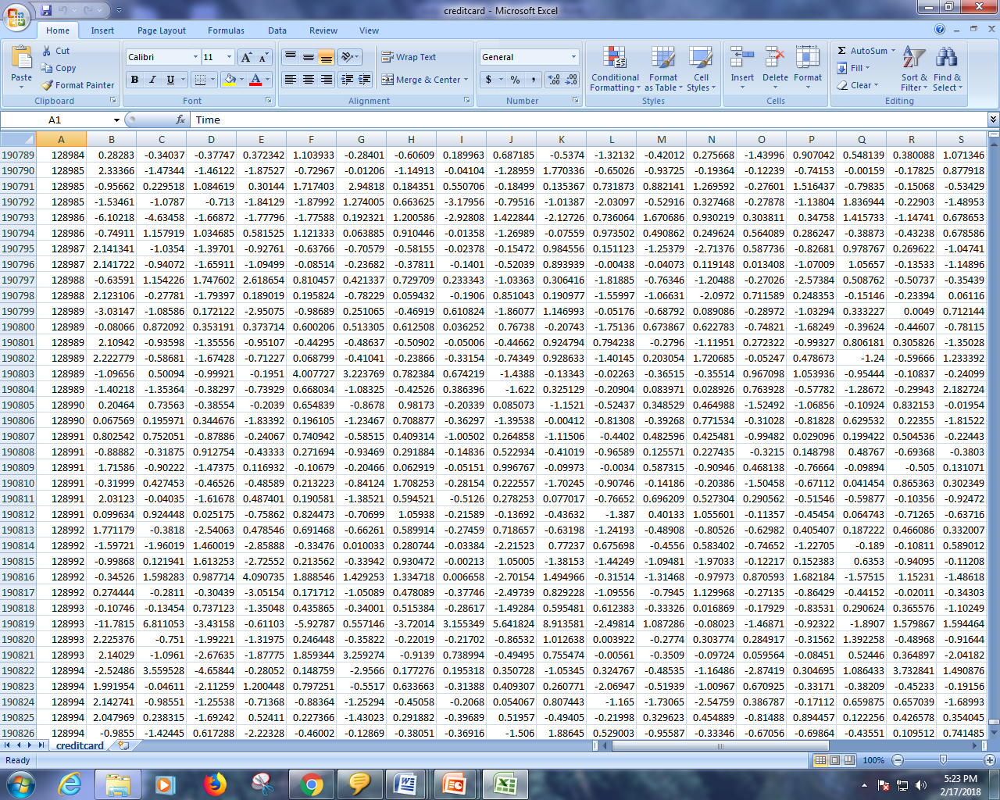 creditcard - Microsoft Excel
Home Insert Page Layout Formulas Data Review View
Paste Cut Copy Format Painter
Calibri 11 Wrap Text General AutoSum
B I U Merge & Center $ % , Conditional Formatting Format as Table Cell Styles Insert Delete Format Fill Clear Sort & Filter Find & Select
Clipboard Font Alignment Number Styles Cells Editing
A1 fx Time
A B C D E F G H I J K L M N O P Q R S
190789 128984 0.28283 -0.34037 -0.37747 0.372342 1.103933 -0.28401 -0.60609 0.189963 0.687185 -0.5374 -1.32132 -0.42012 0.275668 -1.43996 0.907042 0.548139 0.380088 1.071346
190790 128985 2.33366 -1.47344 -1.46122 -1.87527 -0.72967 -0.01206 -1.14913 -0.04104 -1.28959 1.770336 -0.65026 -0.93725 -0.19364 -0.12239 -0.74153 -0.00159 -0.17825 0.877918
190791 128985 -0.95662 0.229518 1.084619 0.30144 1.717403 2.94818 0.184351 0.550706 -0.18499 0.135367 0.731873 0.882141 1.269592 -0.27601 1.516437 -0.79835 -0.15068 -0.53429
190792 128985 -1.53461 -1.0787 -0.713 -1.84129 -1.87992 1.274005 0.663625 -3.17956 -0.79516 -1.01387 -2.03097 -0.52916 0.327468 -0.27878 -1.13804 1.836944 -0.22903 -1.48953
190793 128986 -6.10218 -4.63458 -1.66872 -1.77796 -1.77588 0.192321 1.200586 -2.92808 1.422844 -2.12726 0.736064 1.670686 0.930219 0.303811 0.34758 1.415733 -1.14741 0.678653
190794 128986 -0.74911 1.157919 1.034685 0.581525 1.121333 0.063885 0.910446 -0.01358 -1.26989 -0.07559 0.973502 0.490862 0.249624 0.564089 0.286247 -0.38873 -0.43238 0.678586
190795 128987 2.141341 -1.0354 -1.39701 -0.92761 -0.63766 -0.70579 -0.58155 -0.02378 -0.15472 0.984556 0.151123 -1.25379 -2.71376 0.587736 -0.82681 0.978767 0.269622 -1.04741
190796 128987 2.141722 -0.94072 -1.65911 -1.09499 -0.08514 -0.23682 -0.37811 -0.1401 -0.52039 0.893939 -0.00438 -0.04073 0.119148 0.013408 -1.07009 1.05657 -0.13533 -1.14896
190797 128988 -0.63591 1.154226 1.747602 2.618654 0.810457 0.421337 0.729709 0.233343 -1.03363 0.306416 -1.81885 -0.76346 -1.20488 -0.27026 -2.57384 0.508762 -0.50737 -0.35439
190798 128988 2.123106 -0.27781 -1.79397 0.189019 0.195824 -0.78229 0.059432 -0.1906 0.851043 0.190977 -1.55997 -1.06631 -2.0972 0.711589 0.248353 -0.15146 -0.23394 0.06116
190799 128989 -3.03147 -1.08586 0.172122 -2.95075 -0.98689 0.251065 -0.46919 0.610824 -1.86077 1.146993 -0.05176 -0.68792 0.089086 -0.28972 -1.03294 0.333227 0.0049 0.712144
190800 128989 -0.08066 0.872092 0.353191 0.373714 0.600206 0.513305 0.612508 0.036252 0.76738 -0.20743 -1.75136 0.673867 0.622783 -0.74821 -1.68249 -0.39624 -0.44607 -0.78115
190801 128989 2.10942 -0.93598 -1.35556 -0.95107 -0.44295 -0.48637 -0.50902 -0.05006 -0.44662 0.924794 0.794238 -0.2796 -1.11951 0.272322 -0.99327 0.806181 0.305826 -1.35028
190802 128989 2.222779 -0.58681 -1.67428 -0.71227 0.068799 -0.41041 -0.23866 -0.33154 -0.74349 0.928633 -1.40145 0.203054 1.720685 -0.05247 0.478673 -1.24 -0.59666 1.233392
190803 128989 -1.09656 0.50094 -0.99921 -0.1951 4.007727 3.223769 0.782384 0.674219 -1.4388 -0.13343 -0.02263 -0.36515 -0.35514 0.967098 1.053936 -0.95444 -0.10837 -0.24099
190804 128989 -1.40218 -1.35364 -0.38297 -0.73929 0.668034 -1.08325 -0.42526 0.386396 -1.622 0.325129 -0.20904 0.083971 0.028926 0.763928 -0.57782 -1.28672 -0.29943 2.182724
190805 128990 0.20464 0.73563 -0.38554 -0.2039 0.654839 -0.8678 0.98173 -0.20339 0.085073 -1.1521 -0.52437 0.348529 0.464988 -1.52492 -1.06856 -0.10924 0.832153 -0.01954
190806 128990 0.067569 0.195971 0.344676 -1.83392 0.196105 -1.23467 0.708877 -0.36297 -1.39538 -0.00412 -0.81308 -0.39268 0.771534 -0.31028 -0.81828 0.629532 0.22355 -1.81522
190807 128991 0.802542 0.752051 -0.87886 -0.24067 0.740942 -0.58515 0.409314 -1.00502 0.264858 -1.11506 -0.4402 0.482596 0.425481 -0.99482 0.029096 0.199422 0.504536 -0.22443
190808 128991 -0.88882 -0.31875 0.912754 -0.43333 0.271694 -0.93469 0.291884 -0.14836 0.522934 -0.41019 -0.96589 0.125571 0.227435 -0.3215 0.148798 0.48767 -0.69368 -0.3803
190809 128991 1.71586 -0.90222 -1.47375 0.116932 -0.10679 -0.20466 0.062919 -0.05151 0.996767 -0.09973 -0.0034 0.587315 -0.90946 0.468138 -0.76664 -0.09894 -0.505 0.131071
190810 128991 -0.31999 0.427453 -0.46526 -0.48589 0.213223 -0.84124 1.708253 -0.28154 0.222557 -1.70245 -0.90746 -0.14186 -0.20386 -1.50458 -0.67112 0.041454 0.865363 0.302349
190811 128991 2.03123 -0.04035 -1.61678 0.487401 0.190581 -1.38521 0.594521 -0.5126 0.278253 0.077017 -0.76652 0.696209 0.527304 0.290562 -0.51546 -0.59877 -0.10356 -0.92472
190812 128991 0.099634 0.924448 0.025175 -0.75862 0.824473 -0.70699 1.05938 -0.21589 -0.13692 -0.43632 -1.387 0.40133 1.055601 -0.11357 -0.45454 0.064743 -0.71265 -0.63716
190813 128992 1.771179 -0.3818 -2.54063 0.478546 0.691468 -0.66261 0.589914 -0.27459 0.718657 -0.63198 -1.24193 -0.48908 -0.80526 -0.62982 0.405407 0.187222 0.466086 0.332007
190814 128992 -1.59721 -1.96019 1.460019 -2.85888 -0.33476 0.010033 0.280744 -0.03384 -2.21523 0.77237 0.675698 -0.4556 0.583402 -0.74652 -1.22705 -0.189 -0.10811 0.589012
190815 128992 -0.99868 0.121941 1.613253 -2.72552 0.213562 -0.33942 0.930472 -0.00213 1.05005 -1.38153 -1.44249 -1.09481 -1.97033 -0.12217 0.152383 0.6353 -0.94095 -0.11208
190816 128992 -0.34526 1.598283 0.987714 4.090735 1.888546 1.429253 1.334718 0.006658 -2.70154 1.494966 -0.31514 -1.31468 -0.97973 0.870593 1.682184 -1.57515 1.15231 -1.48618
190817 128992 0.274444 -0.2811 -0.30439 -3.05154 0.171712 -1.05089 0.478089 -0.37746 -2.49739 0.829228 -1.09556 -0.7945 1.129968 -0.27135 -0.86429 -0.44152 -0.02011 -0.34303
190818 128993 -0.10746 -0.13454 0.737123 -1.35048 0.435865 -0.34001 0.515384 -0.28617 -1.49284 0.595481 0.612383 -0.33326 0.016869 -0.17929 -0.83531 0.290624 0.365576 -1.10249
190819 128993 -11.7815 6.811053 -3.43158 -0.61103 -5.92787 0.557146 -3.72014 3.155349 5.641824 8.913581 -2.49814 1.087286 -0.08023 -1.46871 -0.92322 -1.8907 1.579867 1.594464
190820 128993 2.225376 -0.751 -1.99221 -1.31975 0.246448 -0.35822 -0.22019 -0.21702 -0.86532 1.012638 0.003922 -0.2774 0.303774 0.284917 -0.31562 1.392258 -0.48968 -0.91644
190821 128993 2.14029 -1.0961 -2.67635 -1.87775 1.859344 3.259274 -0.9139 0.738994 -0.49495 0.755474 -0.00561 -0.3509 -0.09724 0.059564 -0.08451 0.52446 0.364897 -2.04182
190822 128994 -2.52486 3.559528 -4.65844 -0.28052 0.148759 -2.9566 0.177276 0.195318 0.350728 -1.05345 0.324767 -0.48535 -1.16486 -2.87419 0.304695 1.086433 3.732841 1.490876
190823 128994 1.991954 -0.04611 -2.11259 1.200448 0.797251 -0.5517 0.633663 -0.31388 0.409307 0.260771 -2.06947 -0.51939 -1.00967 0.670925 -0.33171 -0.38209 -0.45233 -0.19156
190824 128994 2.142741 -0.98551 -1.25538 -0.71368 -0.88364 -1.25294 -0.45058 -0.2068 0.054067 0.807443 -1.165 -1.73065 -2.54759 0.386787 -0.17112 0.659875 0.657039 -1.68993
190825 128994 2.047969 0.238315 -1.69242 0.52411 0.227366 -1.43023 0.291882 -0.39689 0.51957 -0.49405 -0.21998 0.329623 0.454889 -0.81488 0.894457 0.122256 0.426578 0.354045
190826 128994 -0.9855 -1.42445 0.617288 -2.22328 -0.46002 -0.12869 -0.38051 -0.36916 -1.506 1.88645 0.529003 -0.95587 -0.33346 -0.67056 -0.69864 -0.43551 0.109512 0.741485
creditcard
Ready 100%
5:23 PM
2/17/2018